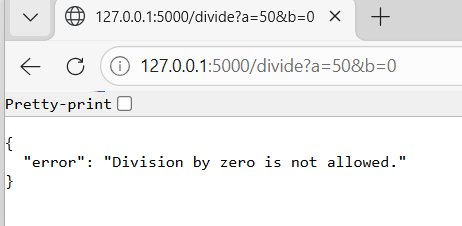 127.0.0.1:5000/divide?a=50&b=0
127.0.0.1:5000/divide?a=50&b=0
Pretty-print
{
"error": "Division by zero is not allowed."
}